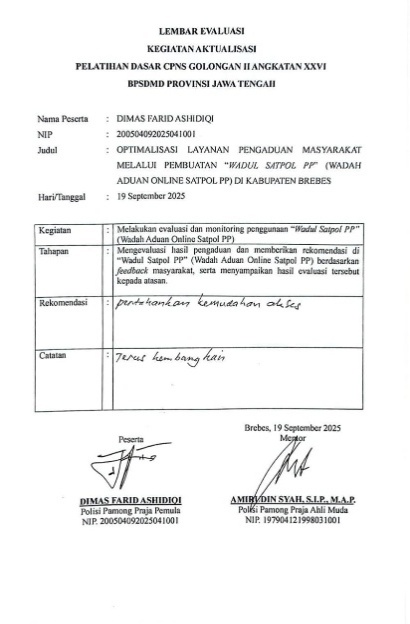 LEMBAR EVALUASI
KEGIATAN AKTUALISASI
PELATIHAN DASAR CPNS GOLONGAN II ANGKATAN XXVI
BPSDMD PROVINSI JAWA TENGAH
Nama Peserta : DIMAS FARID ASHIDIQI
NIP : 200504092025041001
Judul : OPTIMALISASI LAYANAN PENGADUAN MASYARAKAT
MELALUI PEMBUATAN "WADUL SATPOL PP" (WADAH
ADUAN ONLINE SATPOL PP) DI KABUPATEN BREBES
Hari/Tanggal : 19 September 2025
Kegiatan : Melakukan evaluasi dan monitoring penggunaan "Wadul Satpol PP"
(Wadah Aduan Online Satpol PP)
Tahapan : Mengevaluasi hasil pengaduan dan memberikan rekomendasi di
"Wadul Satpol PP" (Wadah Aduan Online Satpol PP) berdasarkan
feedback masyarakat, serta menyampaikan hasil evaluasi tersebut
kepada atasan.
Rekomendasi : pertahankan kemudahan akses
Catatan : Terus kembangkan
Brebes, 19 September 2025
Peserta Mentor
DIMAS FARID ASHIDIQI AMIRUDIN SYAH, S.I.P., M.A.P.
Polisi Pamong Praja Pemula Polisi Pamong Praja Ahli Muda
NIP. 200504092025041001 NIP. 197904121998031001